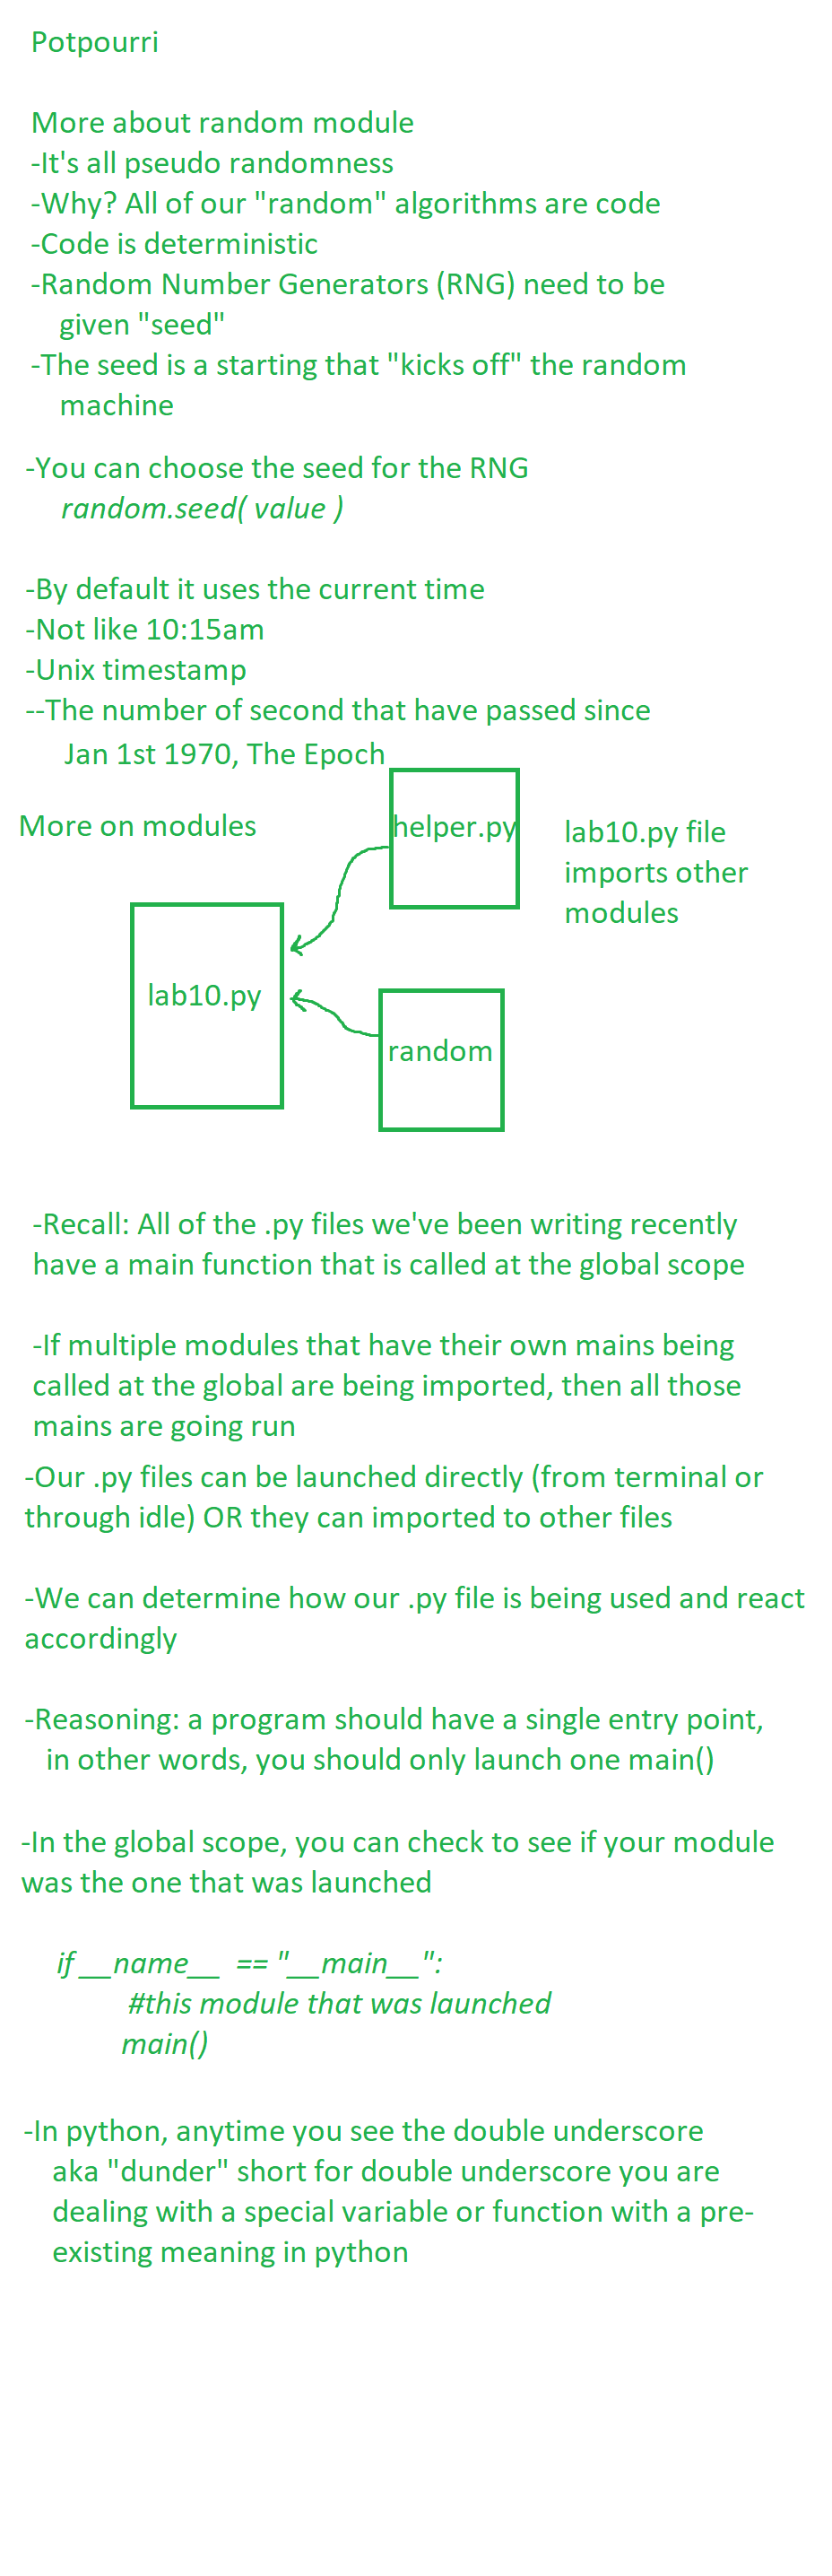 Potpourri
More about random module
-It's all pseudo randomness
-Why? All of our "random" algorithms are code
-Code is deterministic
-Random Number Generators (RNG) need to be
given "seed"
-The seed is a starting that "kicks off" the random
machine
-You can choose the seed for the RNG
random.seed( value )
-By default it uses the current time
-Not like 10:15am
-Unix timestamp
--The number of second that have passed since
Jan 1st 1970, The Epoch
More on modules
helper.py
lab10.py file
imports other
modules
lab10.py
random
-Recall: All of the .py files we've been writing recently
have a main function that is called at the global scope
-If multiple modules that have their own mains being
called at the global are being imported, then all those
mains are going run
-Our .py files can be launched directly (from terminal or
through idle) OR they can imported to other files
-We can determine how our .py file is being used and react
accordingly
-Reasoning: a program should have a single entry point,
in other words, you should only launch one main()
-In the global scope, you can check to see if your module
was the one that was launched
if __name__  == "__main__":
#this module that was launched
main()
-In python, anytime you see the double underscore
aka "dunder" short for double underscore you are
dealing with a special variable or function with a pre-
existing meaning in python